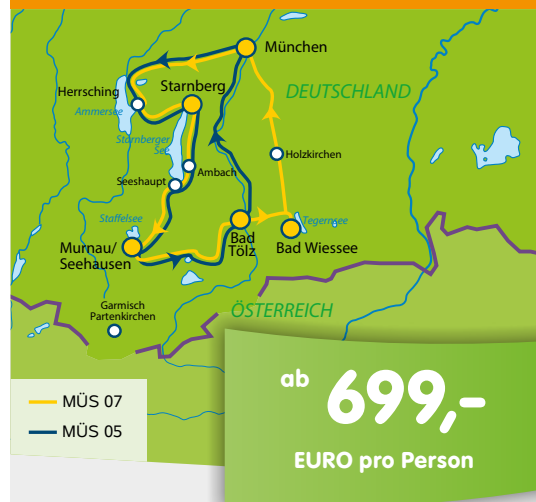 München
Herrsching
Starnberg
DEUTSCHLAND
Ammersee
Starnberger
See
Holzkirchen
Ambach
Seeshaupt
Staffelsee
Tegernsee
Murnau/
Seehausen
Bad
Tölz
Bad Wiessee
ÖSTERREICH
Garmisch
Partenkirchen
MÜS 07
MÜS 05
ab 699,-
EURO pro Person